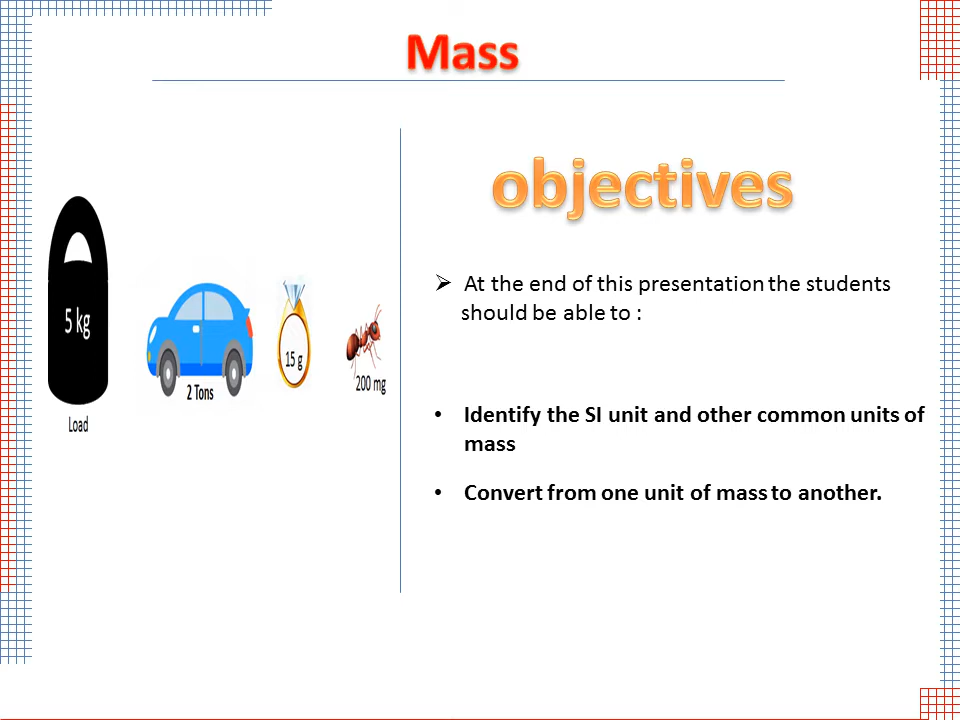 Mass
objectives
➢ At the end of this presentation the students
should be able to :
5 kg
Load
2 Tons
15 g
200 mg
• Identify the SI unit and other common units of
mass
• Convert from one unit of mass to another.